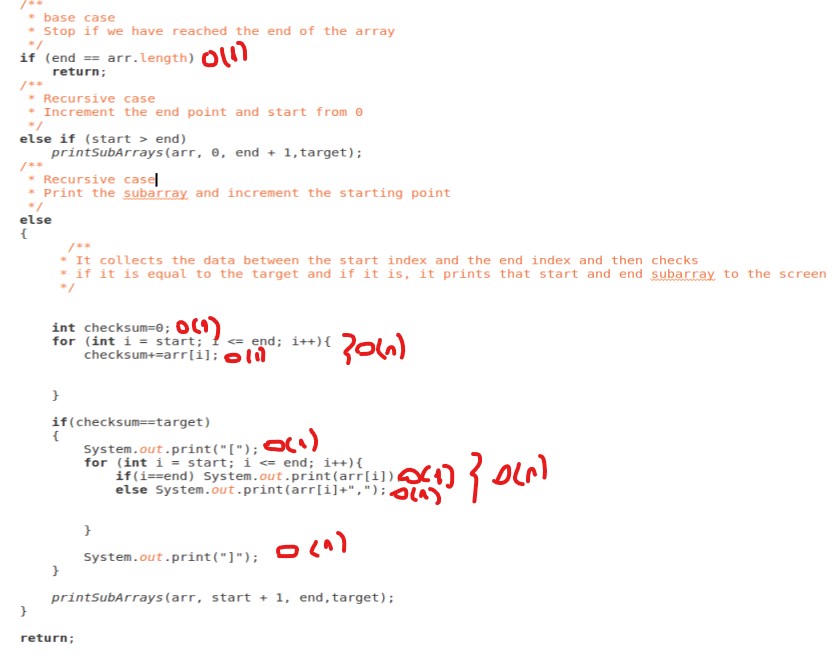 /**
* base case
* Stop if we have reached the end of the array
*/
if (end == arr.length) O(1)
return;
/**
* Recursive case
* Increment the end point and start from 0
*/
else if (start > end)
printSubArrays(arr, 0, end + 1,target);
/**
* Recursive case
* Print the subarray and increment the starting point
*/
else
{
/**
* It collects the data between the start index and the end index and then checks
* if it is equal to the target and if it is, it prints that start and end subarray to the screen
*/
int checksum=0; O(1)
for (int i = start; i <= end; i++){ } O(n)
checksum+=arr[i]; O(1)
}
if(checksum==target)
{
System.out.print("["); O(1)
for (int i = start; i <= end; i++){
if(i==end) System.out.print(arr[i]) O(1) } O(n)
else System.out.print(arr[i]+","); O(1)
}
System.out.print("]"); O(1)
}
printSubArrays(arr, start + 1, end,target);
}
return;